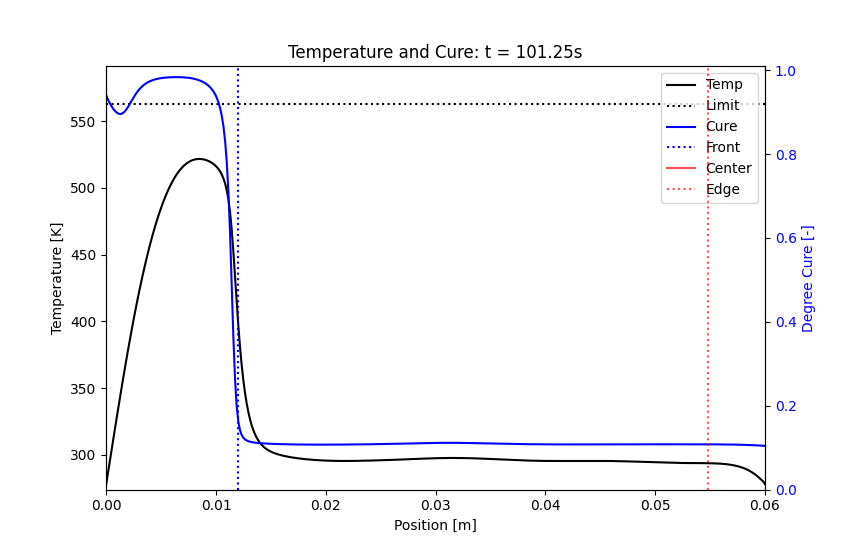 Temperature and Cure: t = 101.25s
Temperature [K]
550
500
450
400
350
300
Temp
Limit
Cure
Front
Center
Edge
1.0
0.8
0.6
0.4
0.2
0.0
Degree Cure [-]
0.00 0.01 0.02 0.03 0.04 0.05 0.06
Position [m]